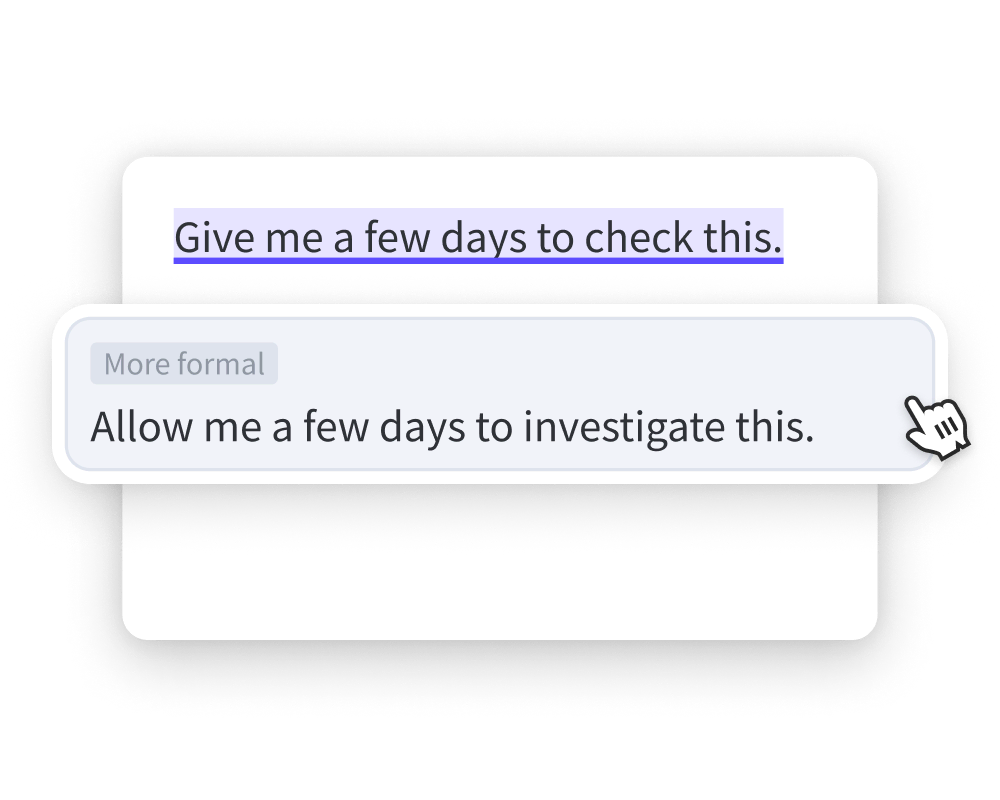 Give me a few days to check this.
More formal
Allow me a few days to investigate this.